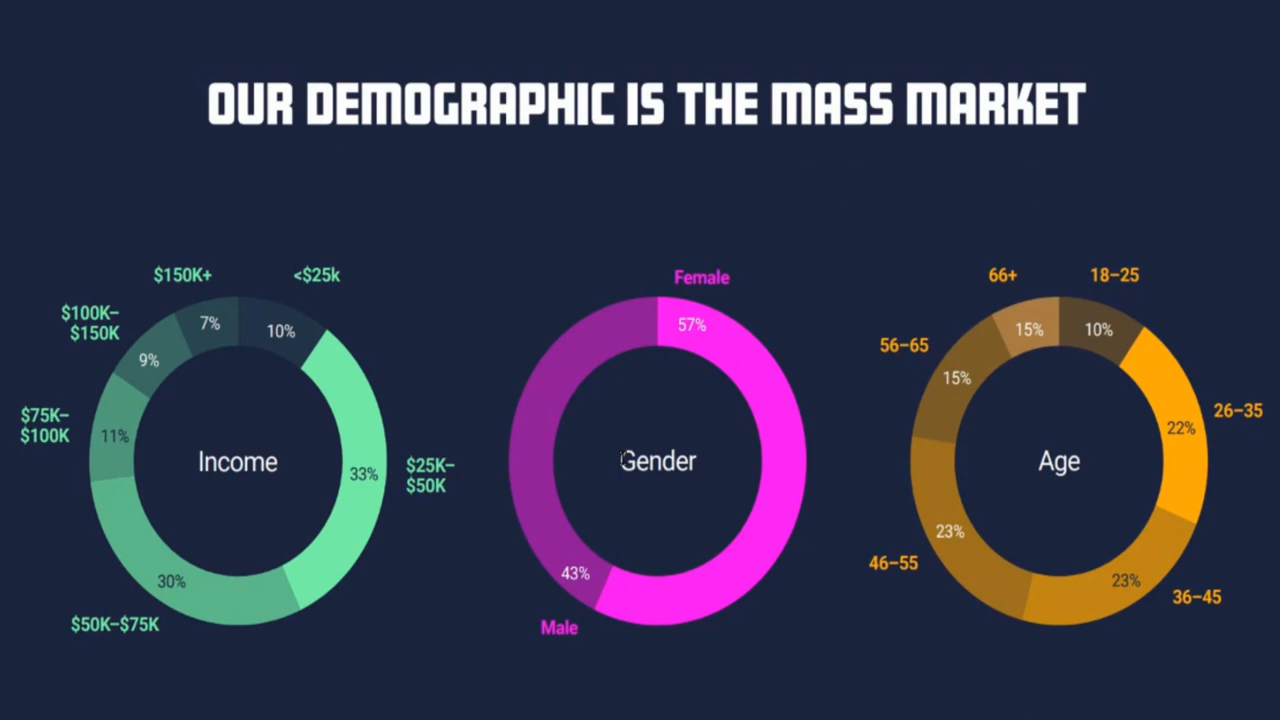 OUR DEMOGRAPHIC IS THE MASS MARKET
$150K+
<$25k
$100K–
$150K
7%
10%
9%
$75K–
$100K
11%
Income
33%
$25K–
$50K
30%
$50K–$75K
Female
57%
Gender
43%
Male
66+
18–25
15%
10%
56–65
15%
26–35
22%
Age
23%
46–55
23%
36–45